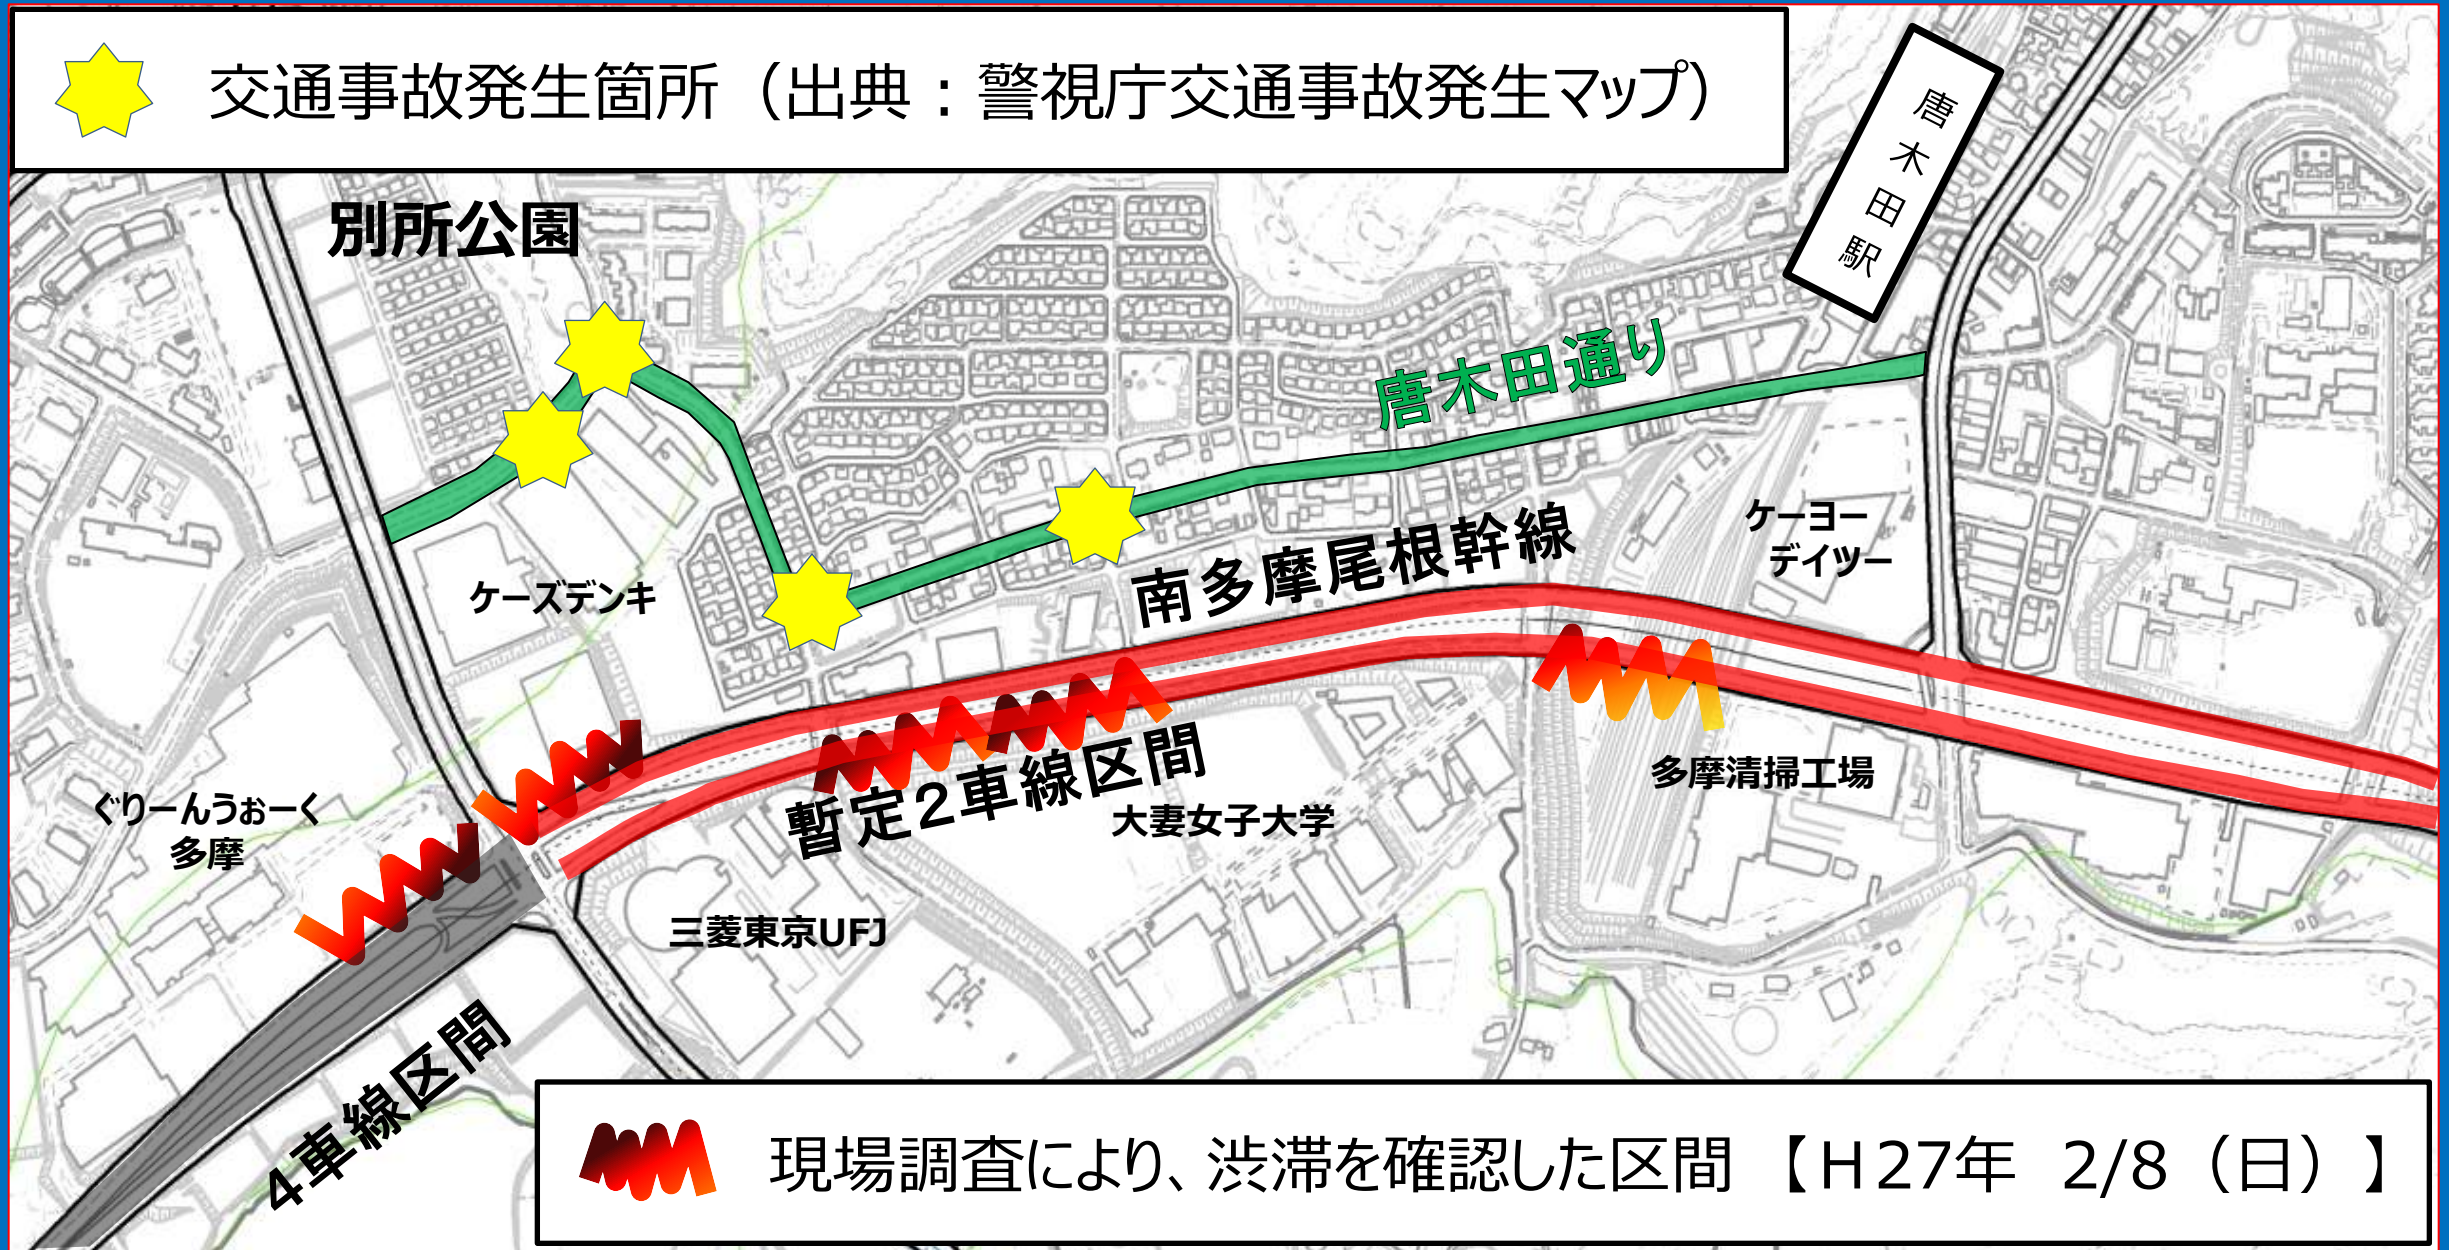 交通事故発生箇所（出典：警視庁交通事故発生マップ）
唐木田駅
別所公園
唐木田通り
ケーヨー
デイツー
南多摩尾根幹線
ケーズデンキ
暫定2車線区間
多摩清掃工場
ぐりーんうぉーく
多摩
大妻女子大学
三菱東京UFJ
4車線区間
現場調査により、渋滞を確認した区間 【H27年 2/8（日）】